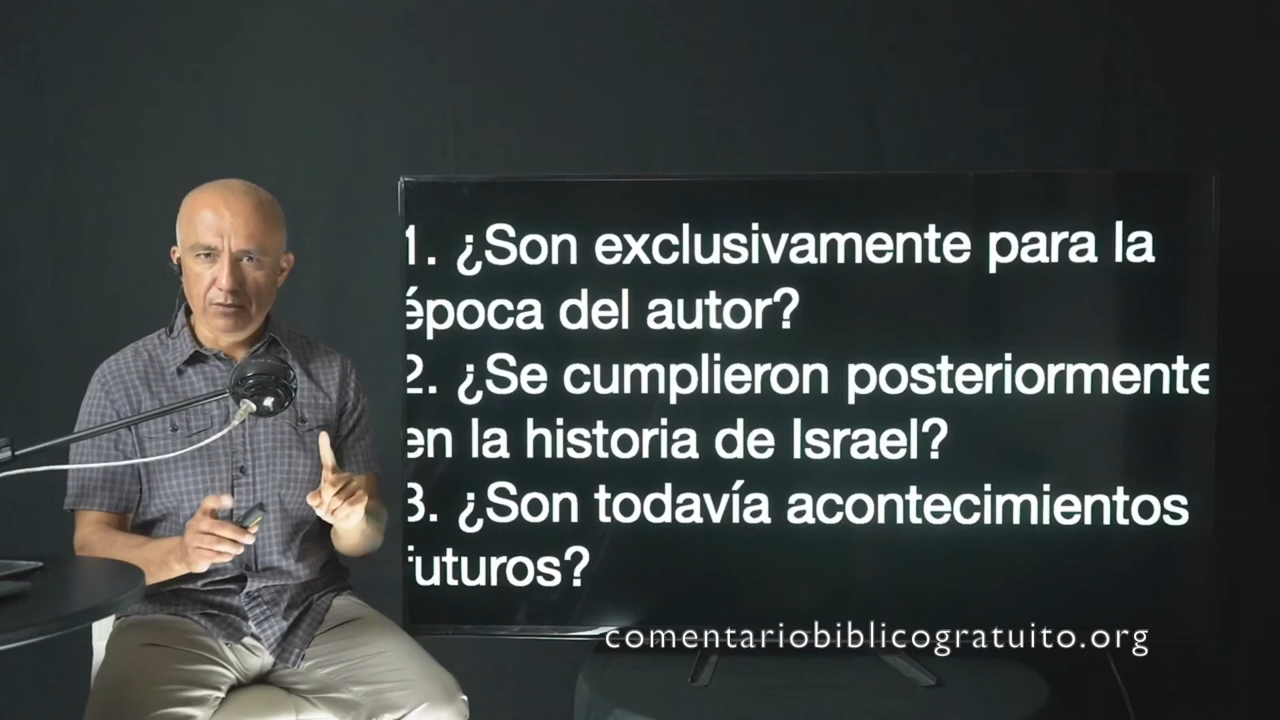 1. ¿Son exclusivamente para la
época del autor?
2. ¿Se cumplieron posteriormente
en la historia de Israel?
3. ¿Son todavía acontecimientos
futuros?
comentariobiblicogratuito.org